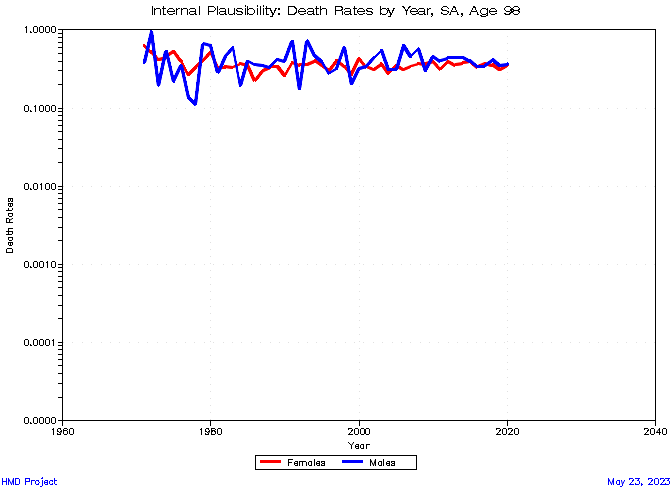 Internal Plausibility: Death Rates by Year, SA, Age 98
1.0000
0.1000
0.0100
0.0010
0.0001
0.0000
Death Rates
1960
1980
2000
2020
2040
Year
Females
Males
HMD Project
May 23, 2023